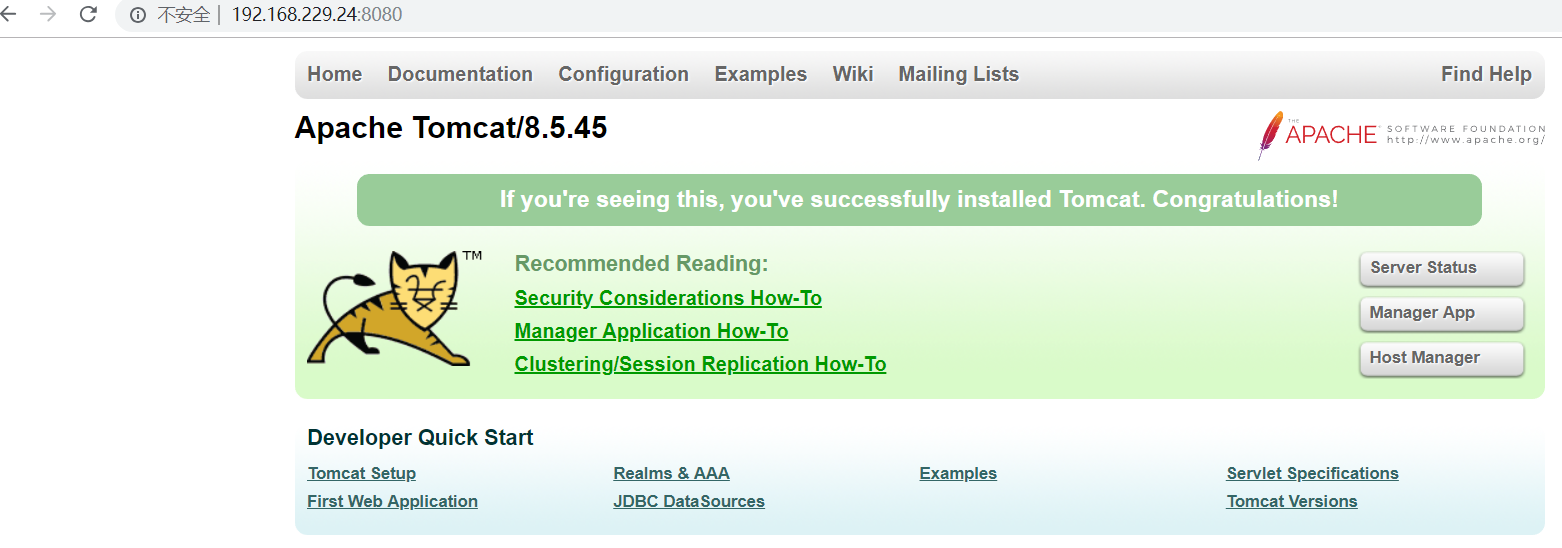 不安全 | 192.168.229.24:8080
Home Documentation Configuration Examples Wiki Mailing Lists Find Help
Apache Tomcat/8.5.45
THE APACHE SOFTWARE FOUNDATION
http://www.apache.org/
If you're seeing this, you've successfully installed Tomcat. Congratulations!
TM
Recommended Reading:
Security Considerations How-To
Manager Application How-To
Clustering/Session Replication How-To
Server Status
Manager App
Host Manager
Developer Quick Start
Tomcat Setup Realms & AAA Examples Servlet Specifications
First Web Application JDBC DataSources Tomcat Versions